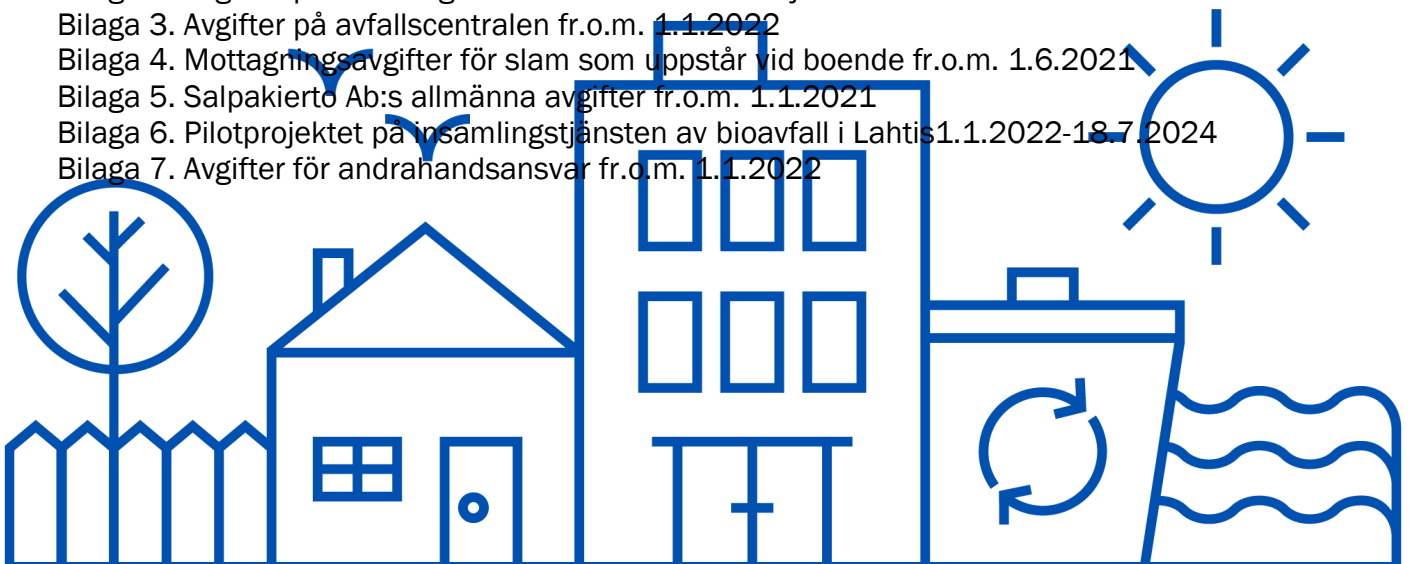 Bilaga 3. Avgifter på avfallscentralen fr.o.m. 1.1.2022
Bilaga 4. Mottagningsavgifter för slam som uppstår vid boende fr.o.m. 1.6.2021
Bilaga 5. Salpakierto Ab:s allmänna avgifter fr.o.m. 1.1.2021
Bilaga 6. Pilotprojektet på insamlingstjänsten av bioavfall i Lahtis1.1.2022-18.7.2024
Bilaga 7. Avgifter för andrahandsansvar fr.o.m. 1.1.2022